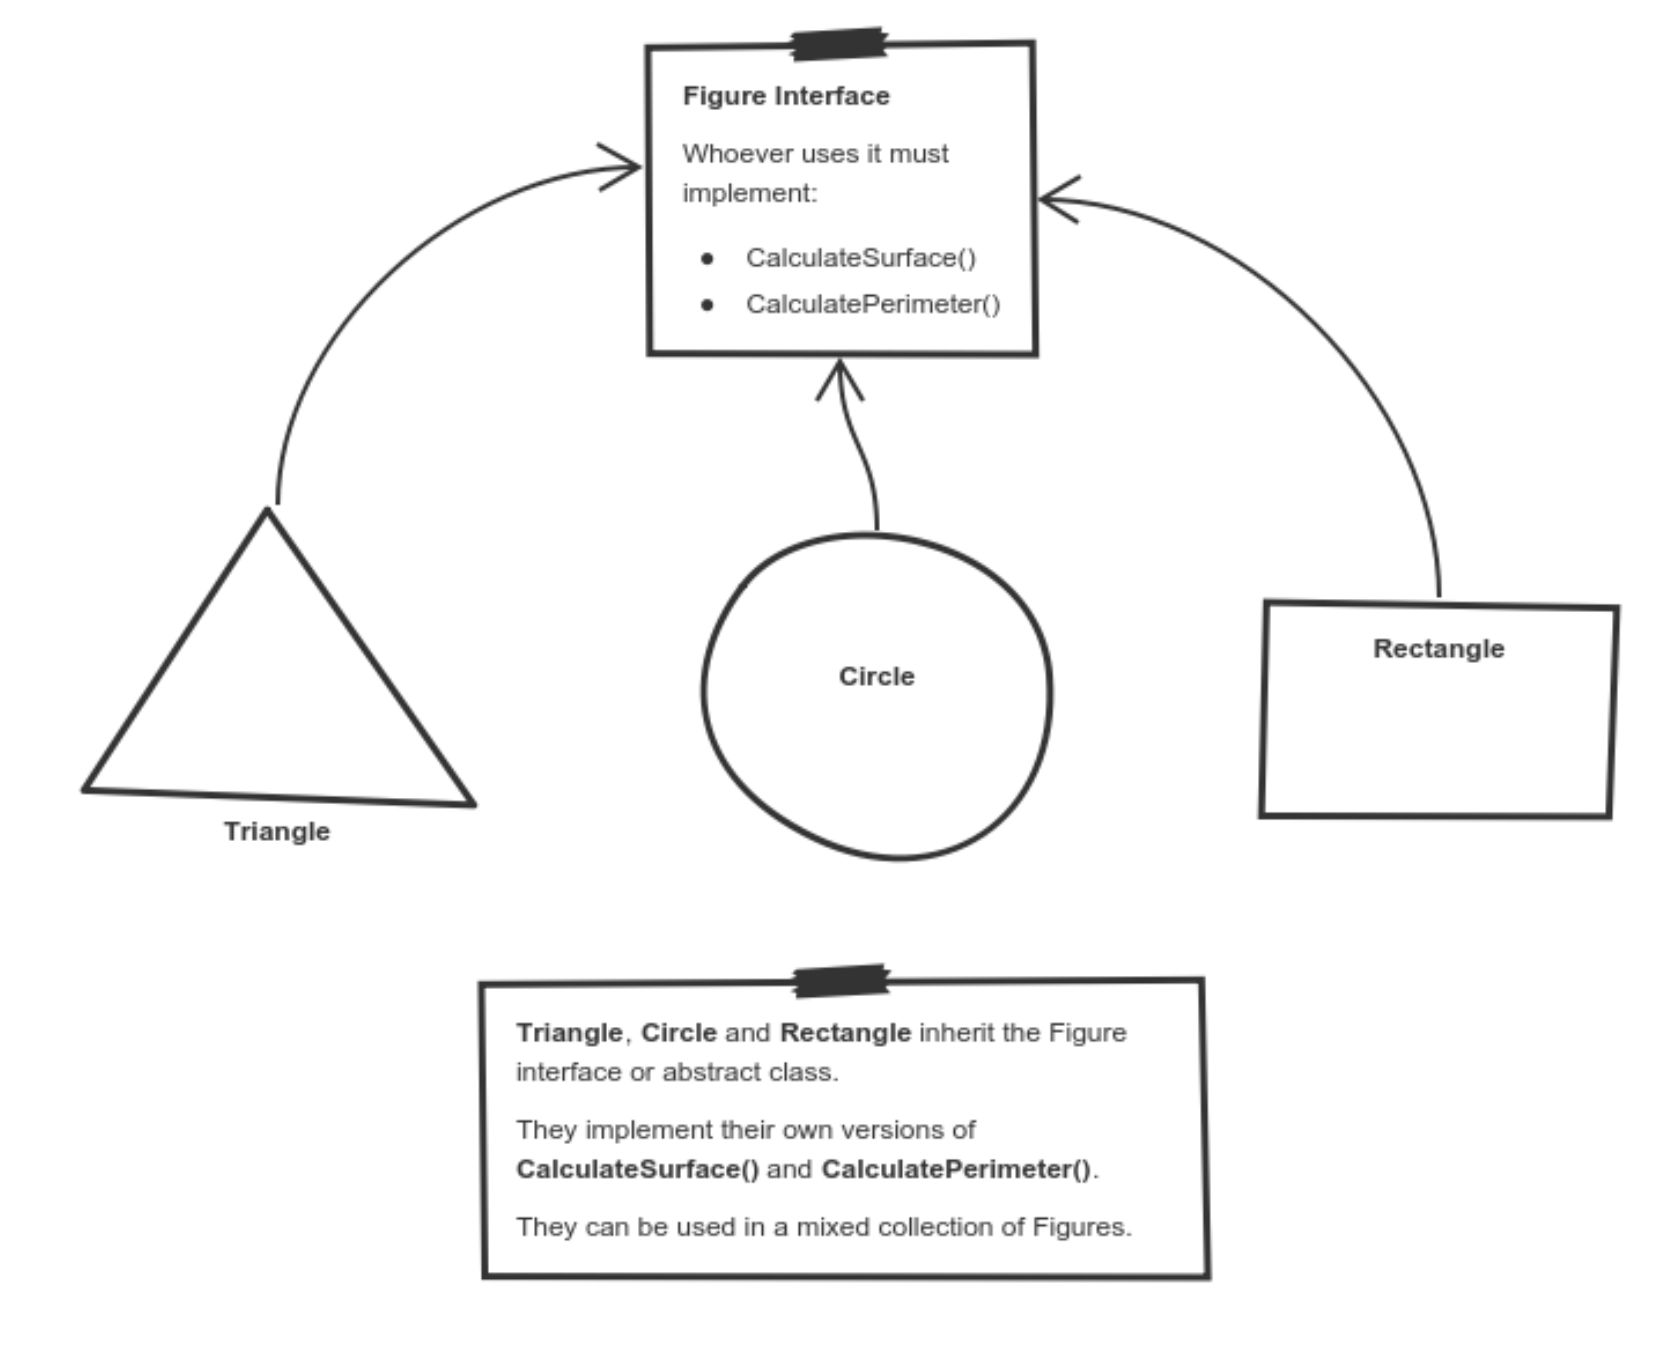 Figure Interface
Whoever uses it must
implement:
● CalculateSurface()
● CalculatePerimeter()
Circle
Rectangle
Triangle
Triangle, Circle and Rectangle inherit the Figure
interface or abstract class.
They implement their own versions of
CalculateSurface() and CalculatePerimeter().
They can be used in a mixed collection of Figures.